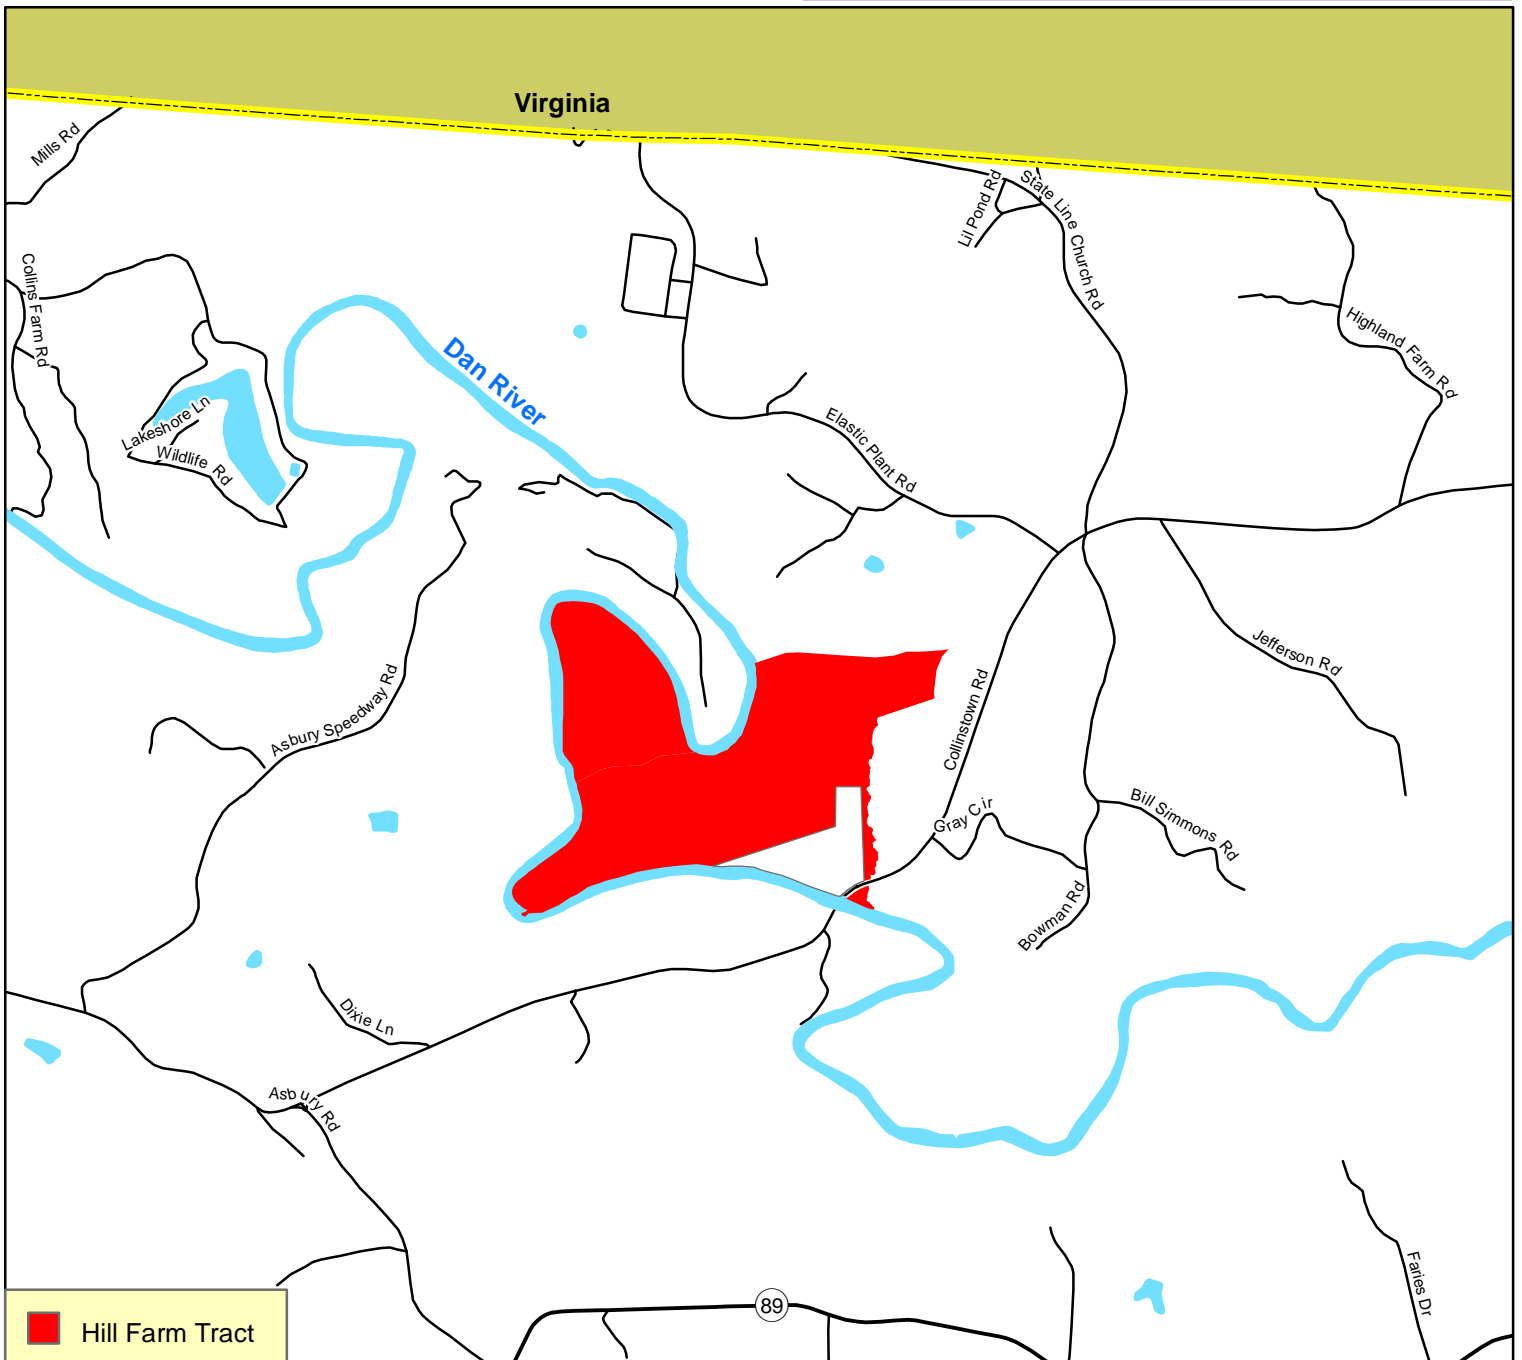 Virginia
Mills Rd
Lil Pond Rd
State Line Church Rd
Collins Farm Rd
Highland Farm Rd
Dan River
Lakeshore Ln
Wildlife Rd
Elastic Plant Rd
Jefferson Rd
Asbury Speedway Rd
Collinstown Rd
Gray Cir
Bill Simmons Rd
Bowman Rd
Dixie Ln
Asbury Rd
Faries Dr
89
Hill Farm Tract